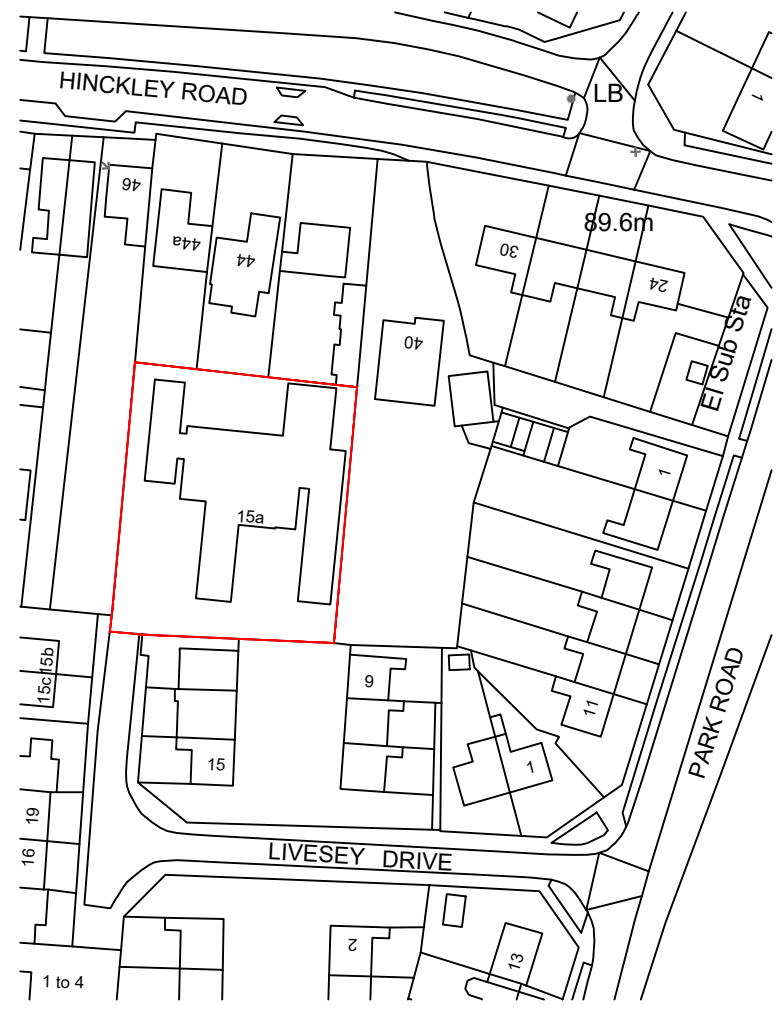 HINCKLEY ROAD
LB
1
46
44a
44
30
89.6m
24
El Sub Sta
40
1
15a
15b
15c
9
11
PARK ROAD
15
1
19
16
LIVESEY DRIVE
2
13
1 to 4